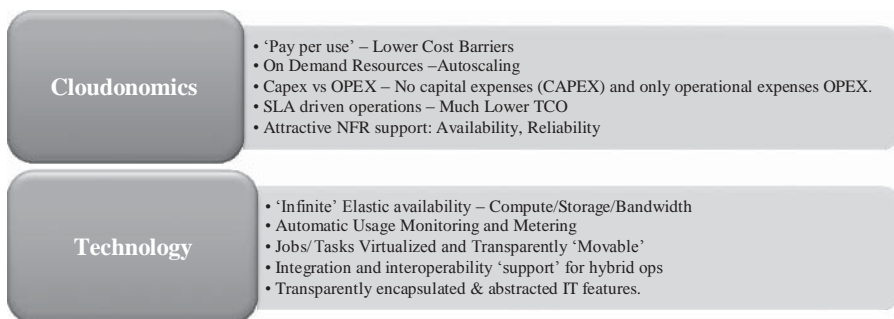 Cloudonomics
• ‘Pay per use’ – Lower Cost Barriers
• On Demand Resources –Autoscaling
• Capex vs OPEX – No capital expenses (CAPEX) and only operational expenses OPEX.
• SLA driven operations – Much Lower TCO
• Attractive NFR support: Availability, Reliability
Technology
• ‘Infinite’ Elastic availability – Compute/Storage/Bandwidth
• Automatic Usage Monitoring and Metering
• Jobs/Tasks Virtualized and Transparently ‘Movable’
• Integration and interoperability ‘support’ for hybrid ops
• Transparently encapsulated & abstracted IT features.